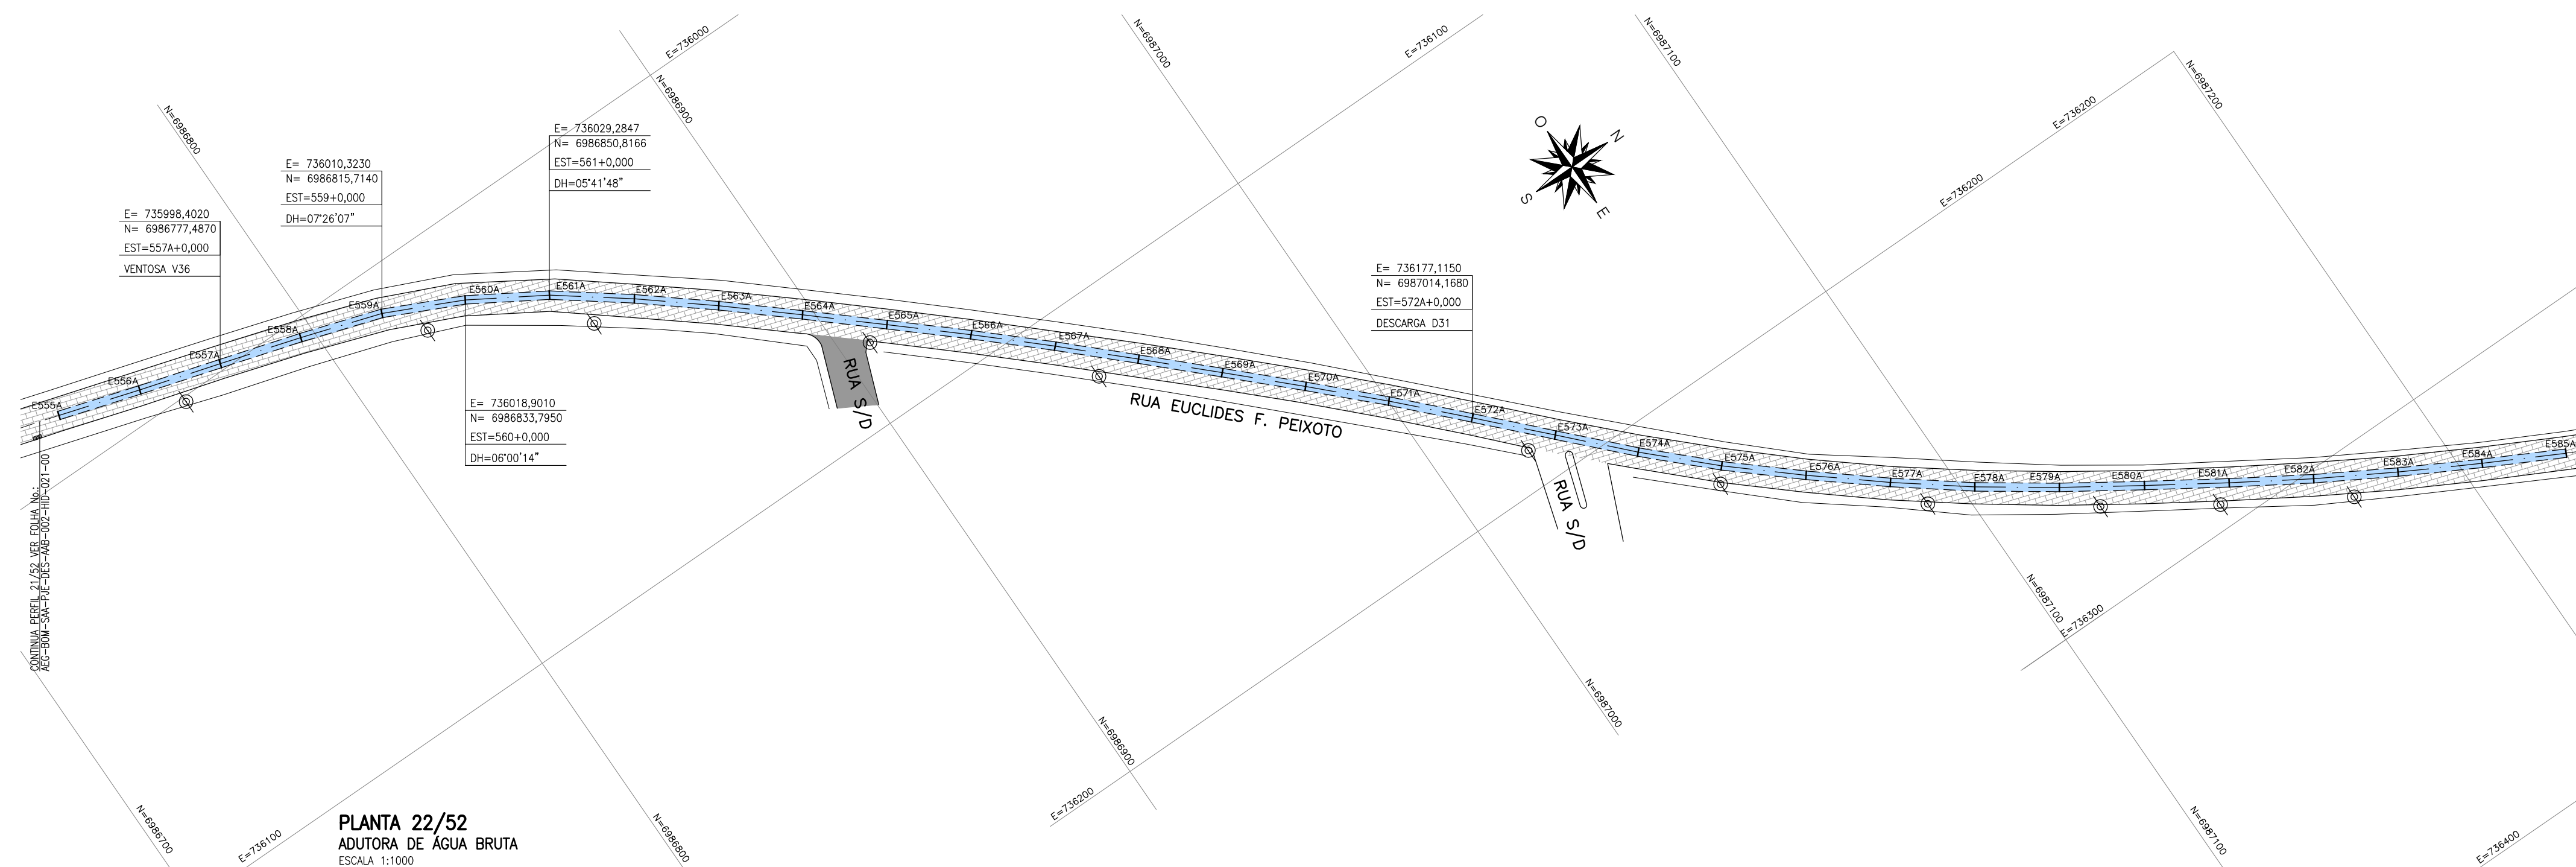 E=736000
N=6987000
E=736100
N=6987100
N=6987200
N=6986900
N=6986800
E=736200
E=736200
O
N
S
E
E= 736029,2847
N= 6986850,8166
EST=561+0,000
DH=05°41'48"
E= 736010,3230
N= 6986815,7140
EST=559+0,000
DH=07°26'07"
E= 735998,4020
N= 6986777,4870
EST=557A+0,000
VENTOSA V36
E= 736177,1150
N= 6987014,1680
EST=572A+0,000
DESCARGA D31
E= 736018,9010
N= 6986833,7950
EST=560+0,000
DH=06°00'14"
E555A
E556A
E557A
E558A
E559A
E560A
E561A
E562A
E563A
E564A
E565A
E566A
E567A
E568A
E569A
E570A
E571A
E572A
E573A
E574A
E575A
E576A
E577A
E578A
E579A
E580A
E581A
E582A
E583A
E584A
E585A
RUA S/D
RUA EUCLIDES F. PEIXOTO
RUA S/D
CONTINUA PERFIL 21/52 VER FOLHA No.:
AEG-BOM-SAA-PJE-DES-AAB-002-HID-021-00
N=6987100
E=736300
N=6987000
N=6986900
E=736200
N=6986700
E=736100
N=6986800
N=6987100
E=736400
PLANTA 22/52
ADUTORA DE ÁGUA BRUTA
ESCALA 1:1000